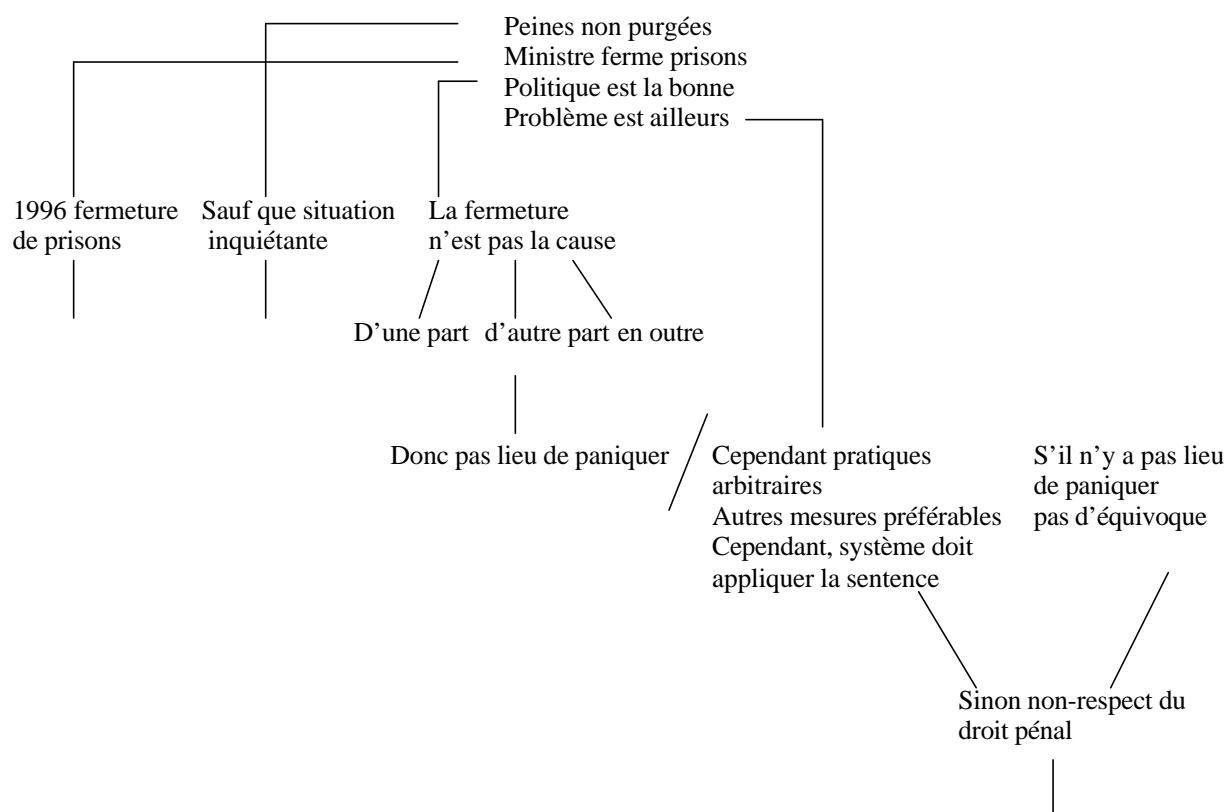 Peines non purgées
Ministre ferme prisons
Politique est la bonne
Problème est ailleurs
1996 fermeture
de prisons
Sauf que situation
inquiétante
La fermeture
n’est pas la cause
D’une part d’autre part en outre
Donc pas lieu de paniquer
Cependant pratiques
arbitraires
Autres mesures préférables
Cependant, système doit
appliquer la sentence
S’il n’y a pas lieu
de paniquer
pas d’équivoque
Sinon non-respect du
droit pénal